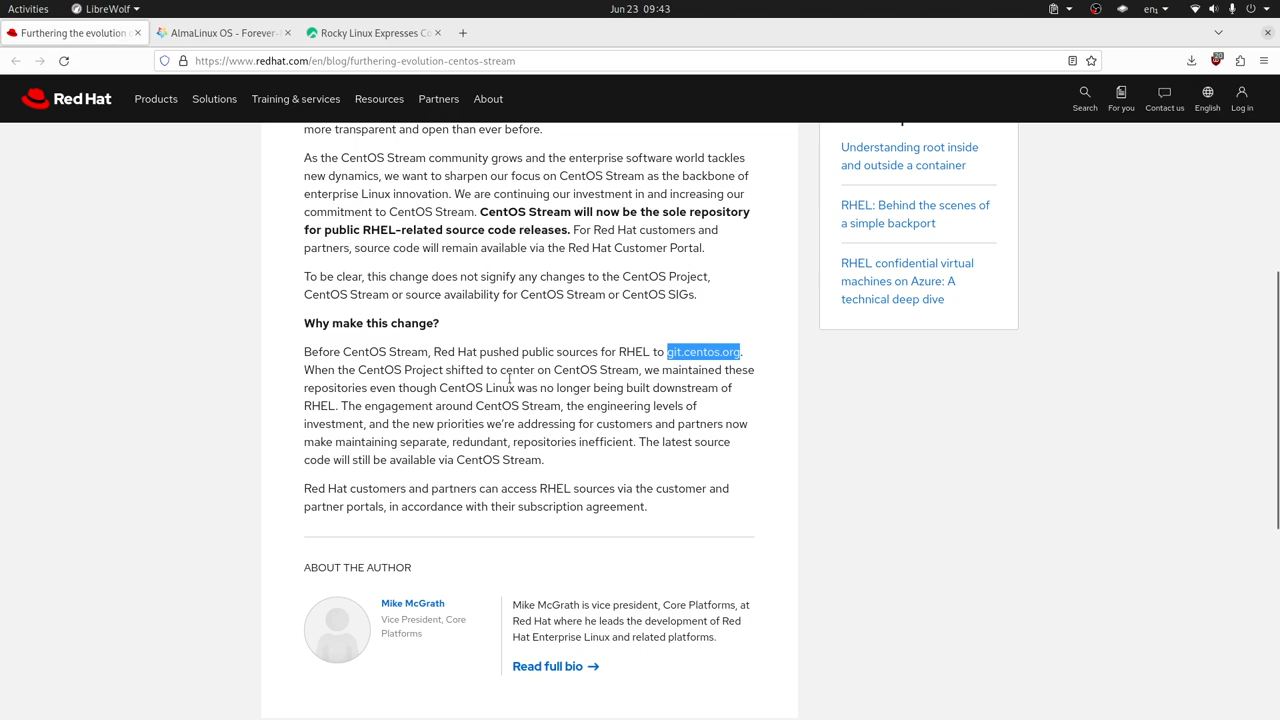 Activities
LibreWolf
Jun 23 09:43
en₁
Furthering the evolution o
AlmaLinux OS - Forever-
Rocky Linux Expresses Co
https://www.redhat.com/en/blog/furthering-evolution-centos-stream
Red Hat
Products
Solutions
Training & services
Resources
Partners
About
Search
For you
Contact us
English
Log in
more transparent and open than ever before.
As the CentOS Stream community grows and the enterprise software world tackles
new dynamics, we want to sharpen our focus on CentOS Stream as the backbone of
enterprise Linux innovation. We are continuing our investment in and increasing our
commitment to CentOS Stream. CentOS Stream will now be the sole repository
for public RHEL-related source code releases. For Red Hat customers and
partners, source code will remain available via the Red Hat Customer Portal.
To be clear, this change does not signify any changes to the CentOS Project,
CentOS Stream or source availability for CentOS Stream or CentOS SIGs.
Why make this change?
Before CentOS Stream, Red Hat pushed public sources for RHEL to git.centos.org.
When the CentOS Project shifted to center on CentOS Stream, we maintained these
repositories even though CentOS Linux was no longer being built downstream of
RHEL. The engagement around CentOS Stream, the engineering levels of
investment, and the new priorities we're addressing for customers and partners now
make maintaining separate, redundant, repositories inefficient. The latest source
code will still be available via CentOS Stream.
Red Hat customers and partners can access RHEL sources via the customer and
partner portals, in accordance with their subscription agreement.
ABOUT THE AUTHOR
Mike McGrath
Vice President, Core
Platforms
Mike McGrath is vice president, Core Platforms, at
Red Hat where he leads the development of Red
Hat Enterprise Linux and related platforms.
Read full bio →
Understanding root inside
and outside a container
RHEL: Behind the scenes of
a simple backport
RHEL confidential virtual
machines on Azure: A
technical deep dive